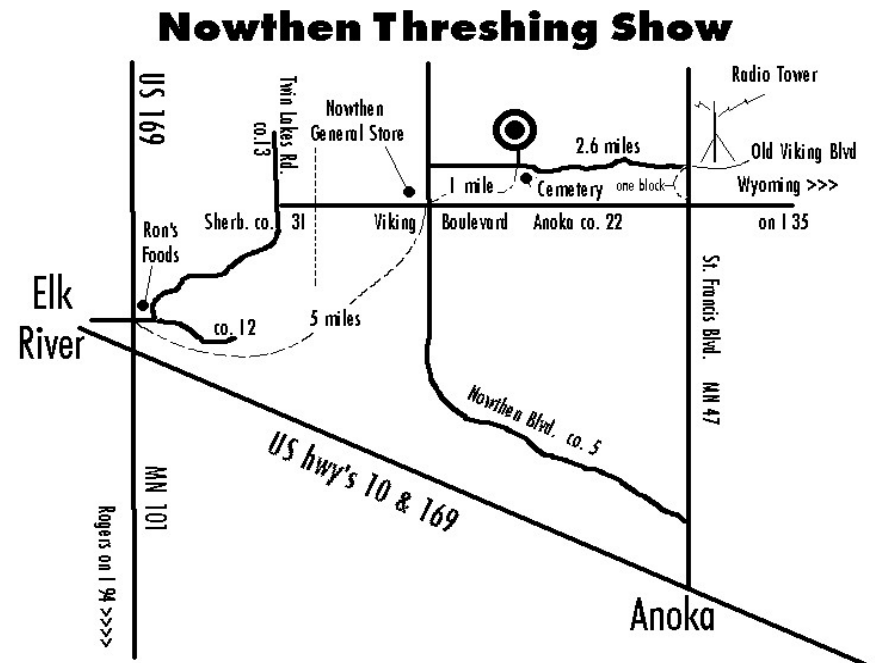 Nowthen Threshing Show
US 169
Twin Lakes Rd.
co.13
Nowthen
General Store
2.6 miles
Radio Tower
Old Viking Blvd
1 mile
Cemetery
one block
Wyoming >>>
Sherb. co. 31
Viking Boulevard Anoka co. 22
on I 35
Ron's
Foods
Elk
River
co. 12
5 miles
St. Francis Blvd. MN 47
Nowthen Blvd. co. 5
US hwy's 10 & 169
MN 101
Rogers on I 94 >>>>
Anoka